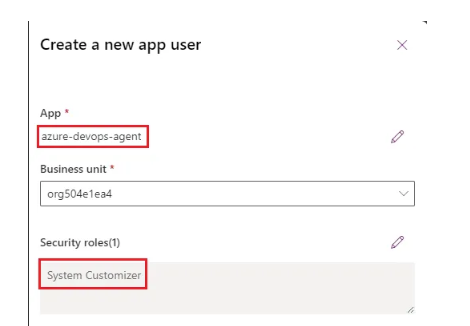 Create a new app user
App *
azure-devops-agent
Business unit *
org504e1ea4
Security roles(1)
System Customizer